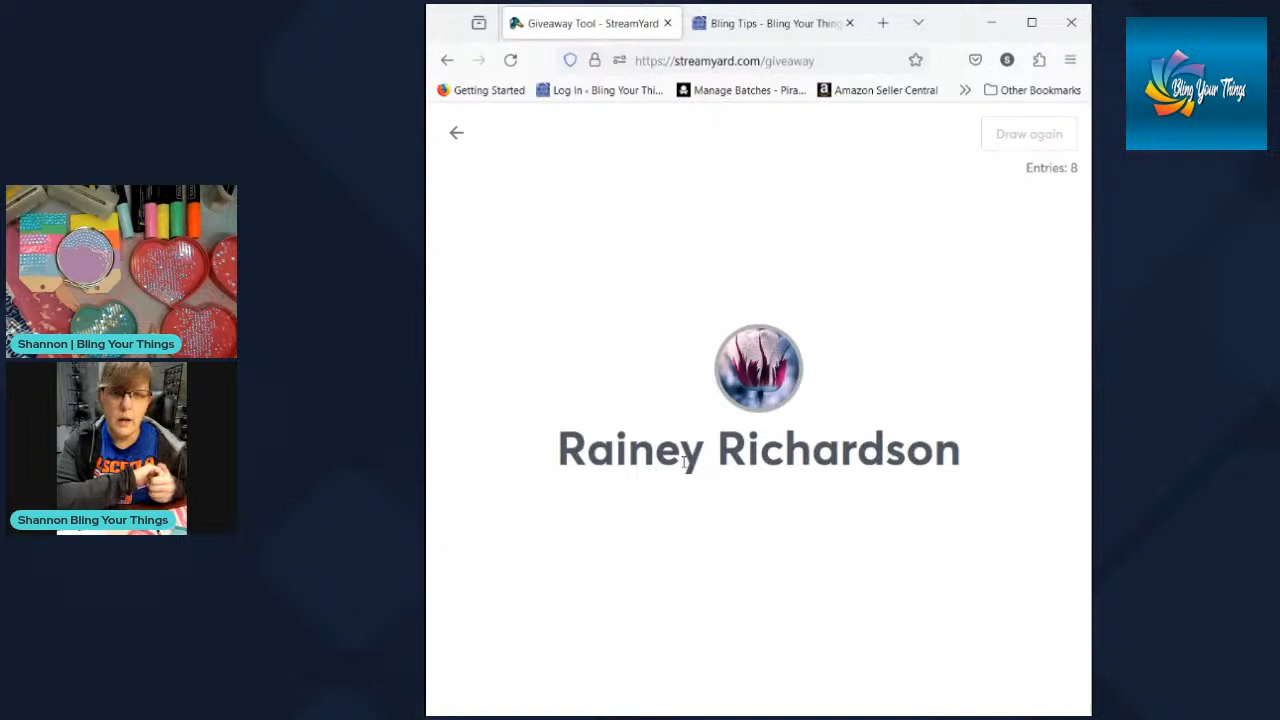 Giveaway Tool - StreamYard
Bling Tips - Bling Your Thing
https://streamyard.com/giveaway
Getting Started
Log In ‹ Bling Your Thi...
Manage Batches - Pira...
Amazon Seller Central
Other Bookmarks
Draw again
Entries: 8
Rainey Richardson
Shannon | Bling Your Things
Shannon Bling Your Things
Bling Your Things